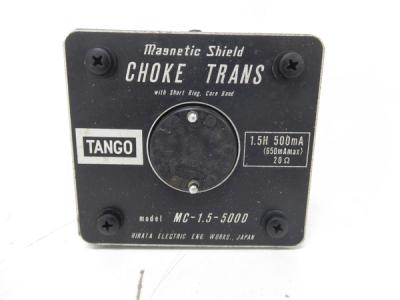 Magnetic Shield
CHOKE TRANS
with Short Ring, Core Band
TANGO
1.5H 500mA
(650mAmax)
20Ω
model MC-1.5-500D
HIRATA ELECTRIC ENG. WORKS., JAPAN